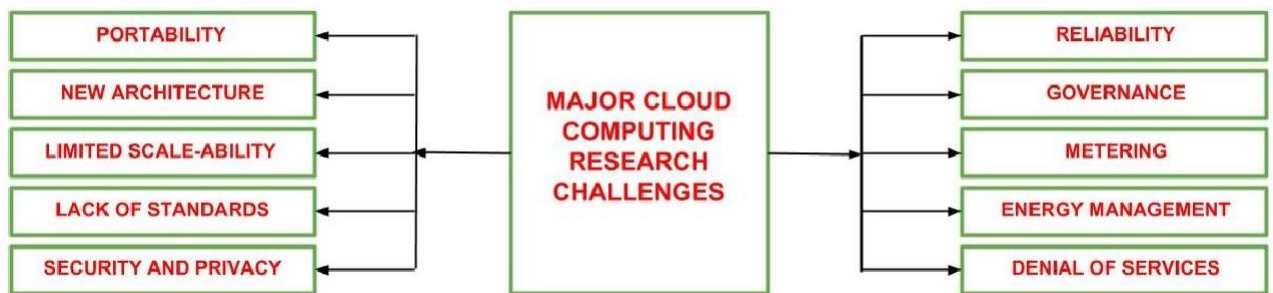 PORTABILITY
NEW ARCHITECTURE
LIMITED SCALE-ABILITY
LACK OF STANDARDS
SECURITY AND PRIVACY
MAJOR CLOUD
COMPUTING
RESEARCH
CHALLENGES
RELIABILITY
GOVERNANCE
METERING
ENERGY MANAGEMENT
DENIAL OF SERVICES